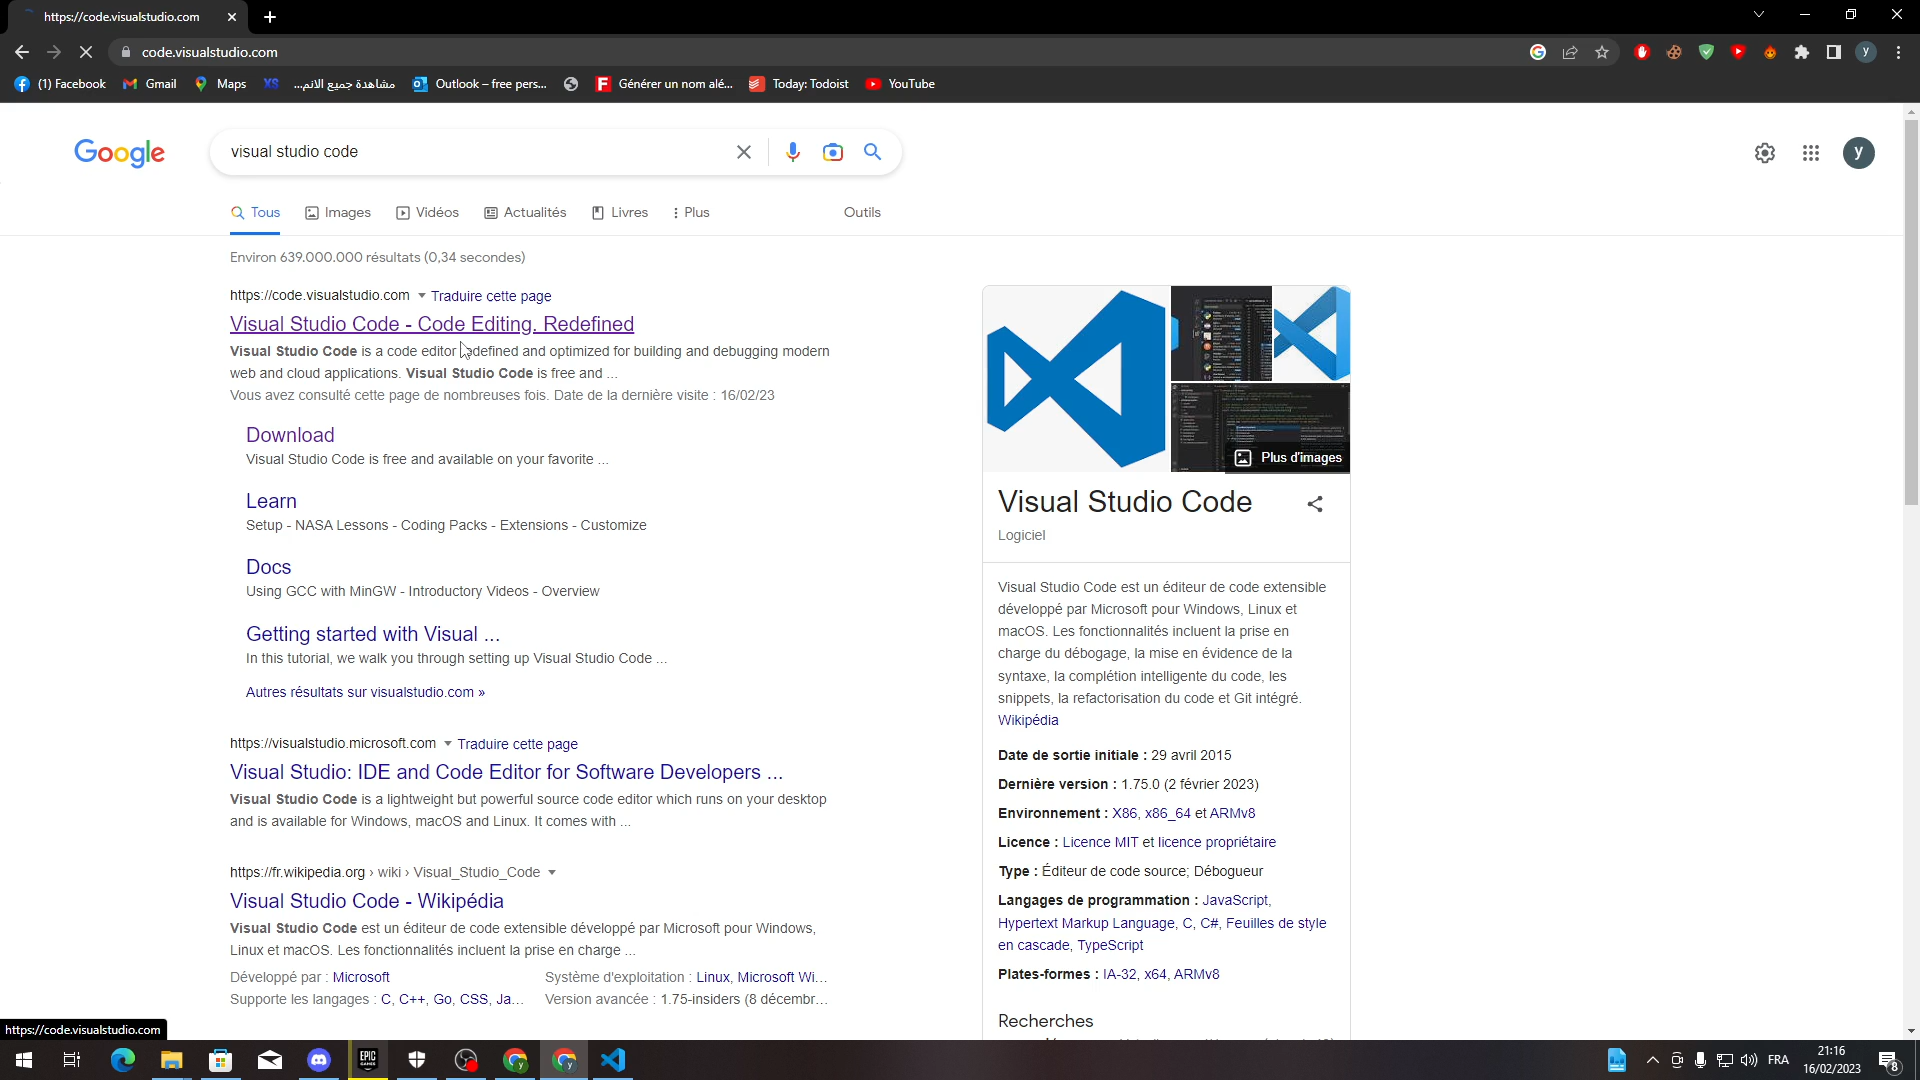 https://code.visualstudio.com
code.visualstudio.com
(1) Facebook
Gmail
Maps
XS
مشاهدة جميع الانم...
Outlook – free pers...
Générer un nom alé...
Today: Todoist
YouTube
Google
visual studio code
y
Tous
Images
Vidéos
Actualités
Livres
Plus
Outils
Environ 639.000.000 résultats (0,34 secondes)
https://code.visualstudio.com Traduire cette page
Visual Studio Code - Code Editing. Redefined
Visual Studio Code is a code editor redefined and optimized for building and debugging modern
web and cloud applications. Visual Studio Code is free and ...
Vous avez consulté cette page de nombreuses fois. Date de la dernière visite : 16/02/23
Download
Visual Studio Code is free and available on your favorite ...
Learn
Setup - NASA Lessons - Coding Packs - Extensions - Customize
Docs
Using GCC with MinGW - Introductory Videos - Overview
Getting started with Visual ...
In this tutorial, we walk you through setting up Visual Studio Code ...
Autres résultats sur visualstudio.com »
https://visualstudio.microsoft.com Traduire cette page
Visual Studio: IDE and Code Editor for Software Developers ...
Visual Studio Code is a lightweight but powerful source code editor which runs on your desktop
and is available for Windows, macOS and Linux. It comes with ...
https://fr.wikipedia.org › wiki › Visual_Studio_Code
Visual Studio Code - Wikipédia
Visual Studio Code est un éditeur de code extensible développé par Microsoft pour Windows,
Linux et macOS. Les fonctionnalités incluent la prise en charge ...
Développé par : Microsoft
Système d'exploitation : Linux, Microsoft Wi...
Supporte les langages : C, C++, Go, CSS, Ja...
Version avancée : 1.75-insiders (8 décembr...
Plus d'images
Visual Studio Code
Logiciel
Visual Studio Code est un éditeur de code extensible
développé par Microsoft pour Windows, Linux et
macOS. Les fonctionnalités incluent la prise en
charge du débogage, la mise en évidence de la
syntaxe, la complétion intelligente du code, les
snippets, la refactorisation du code et Git intégré.
Wikipédia
Date de sortie initiale : 29 avril 2015
Dernière version : 1.75.0 (2 février 2023)
Environnement : X86, x86_64 et ARMv8
Licence : Licence MIT et licence propriétaire
Type : Éditeur de code source; Débogueur
Langages de programmation : JavaScript,
Hypertext Markup Language, C, C#, Feuilles de style
en cascade, TypeScript
Plates-formes : IA-32, x64, ARMv8
Recherches
https://code.visualstudio.com
EPIC GAMES
FRA
21:16
16/02/2023
8